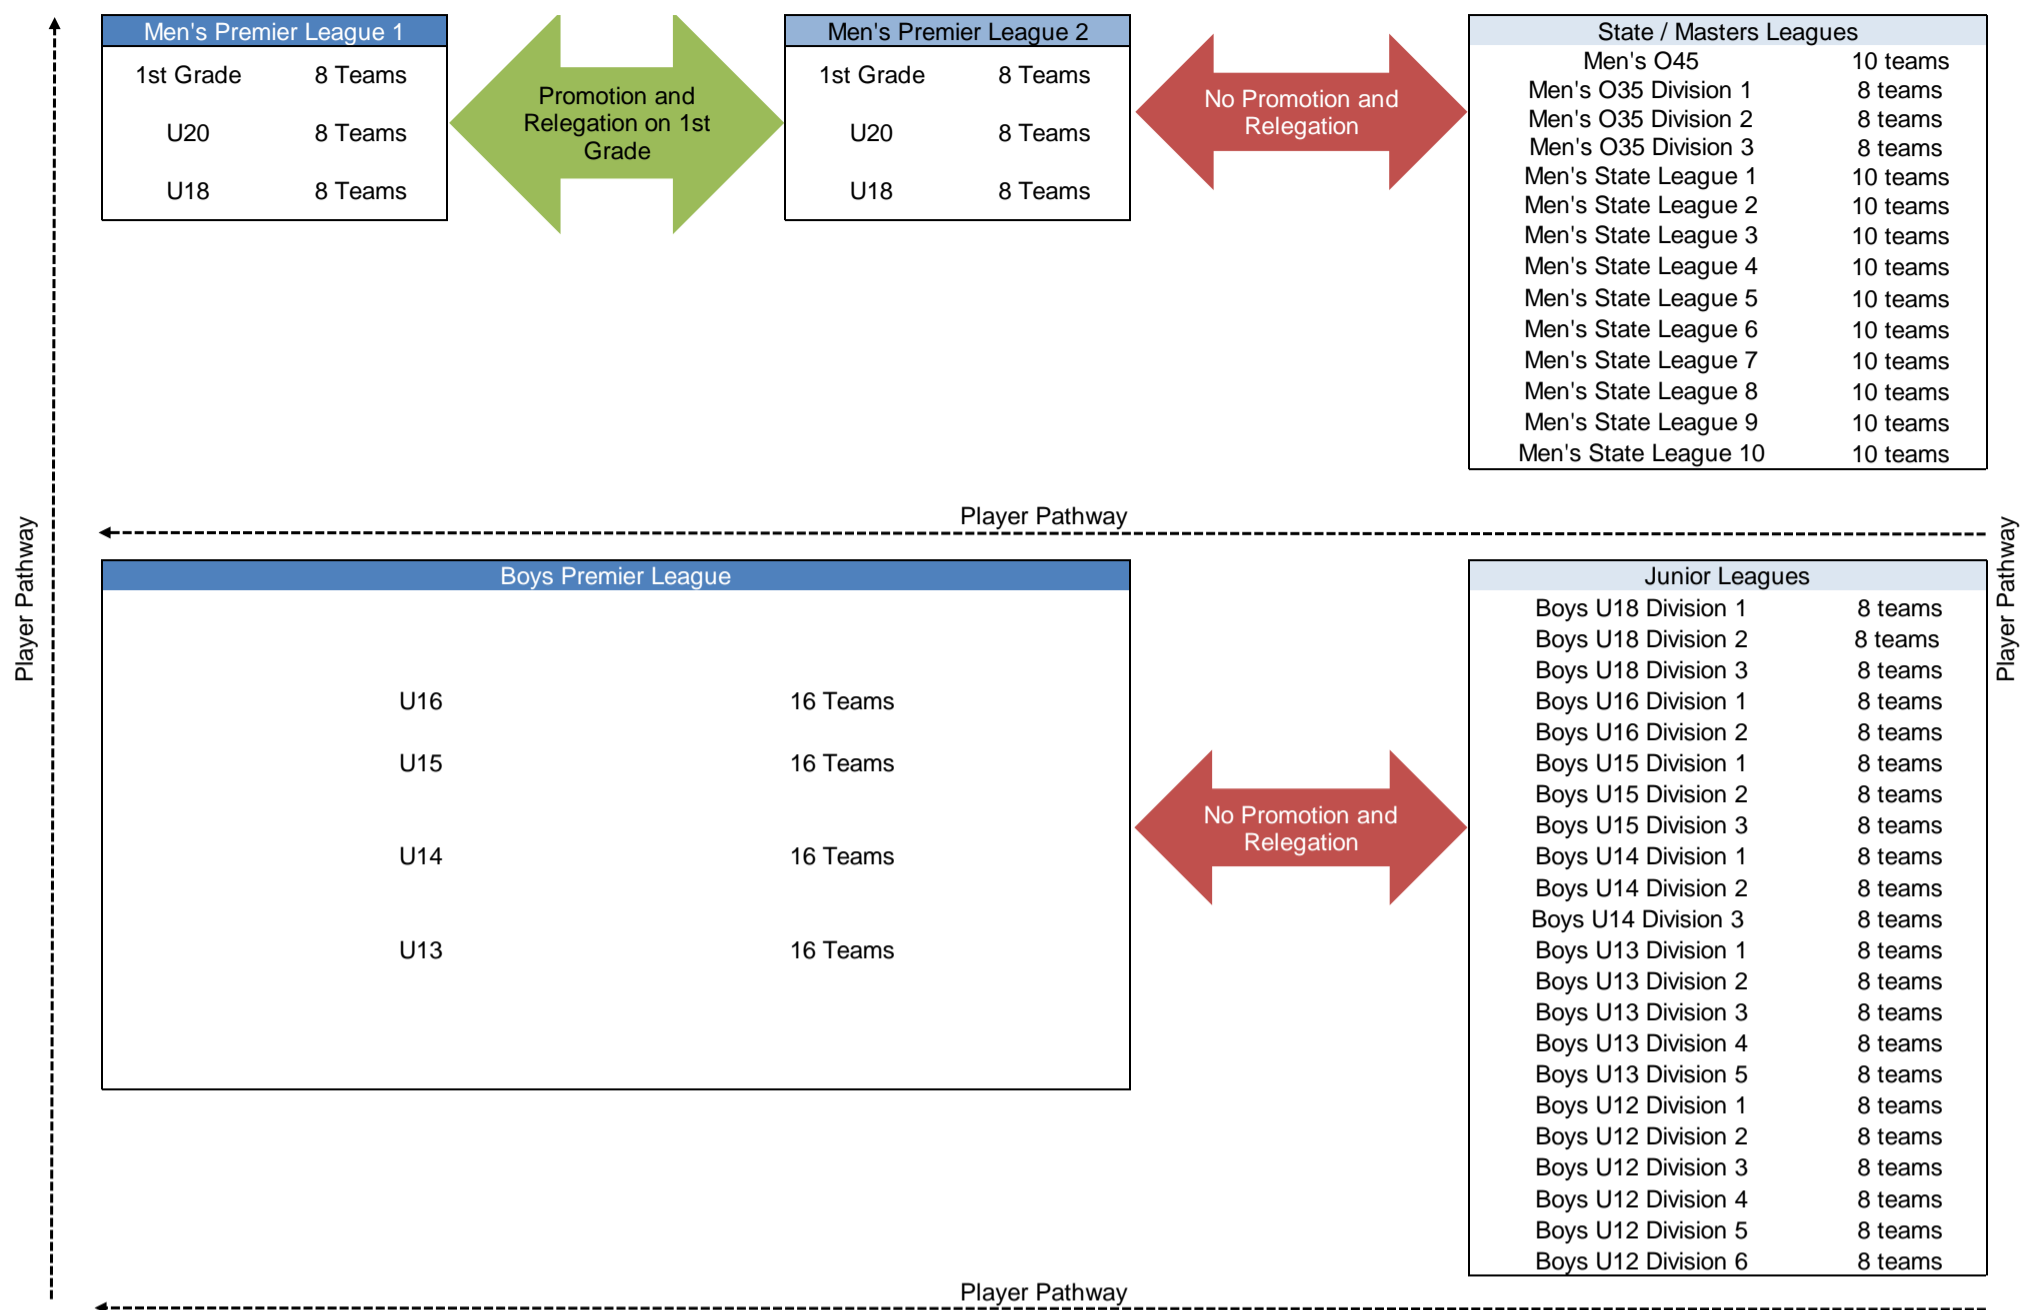 Men's Premier League 1
1st Grade 8 Teams
U20 8 Teams
U18 8 Teams
Promotion and
Relegation on 1st
Grade
Men's Premier League 2
1st Grade 8 Teams
U20 8 Teams
U18 8 Teams
No Promotion and
Relegation
State / Masters Leagues
Men's O45 10 teams
Men's O35 Division 1 8 teams
Men's O35 Division 2 8 teams
Men's O35 Division 3 8 teams
Men's State League 1 10 teams
Men's State League 2 10 teams
Men's State League 3 10 teams
Men's State League 4 10 teams
Men's State League 5 10 teams
Men's State League 6 10 teams
Men's State League 7 10 teams
Men's State League 8 10 teams
Men's State League 9 10 teams
Men's State League 10 10 teams
Player Pathway
Player Pathway
Player Pathway
Boys Premier League
U16 16 Teams
U15 16 Teams
U14 16 Teams
U13 16 Teams
No Promotion and
Relegation
Junior Leagues
Boys U18 Division 1 8 teams
Boys U18 Division 2 8 teams
Boys U18 Division 3 8 teams
Boys U16 Division 1 8 teams
Boys U16 Division 2 8 teams
Boys U15 Division 1 8 teams
Boys U15 Division 2 8 teams
Boys U15 Division 3 8 teams
Boys U14 Division 1 8 teams
Boys U14 Division 2 8 teams
Boys U14 Division 3 8 teams
Boys U13 Division 1 8 teams
Boys U13 Division 2 8 teams
Boys U13 Division 3 8 teams
Boys U13 Division 4 8 teams
Boys U13 Division 5 8 teams
Boys U12 Division 1 8 teams
Boys U12 Division 2 8 teams
Boys U12 Division 3 8 teams
Boys U12 Division 4 8 teams
Boys U12 Division 5 8 teams
Boys U12 Division 6 8 teams
Player Pathway